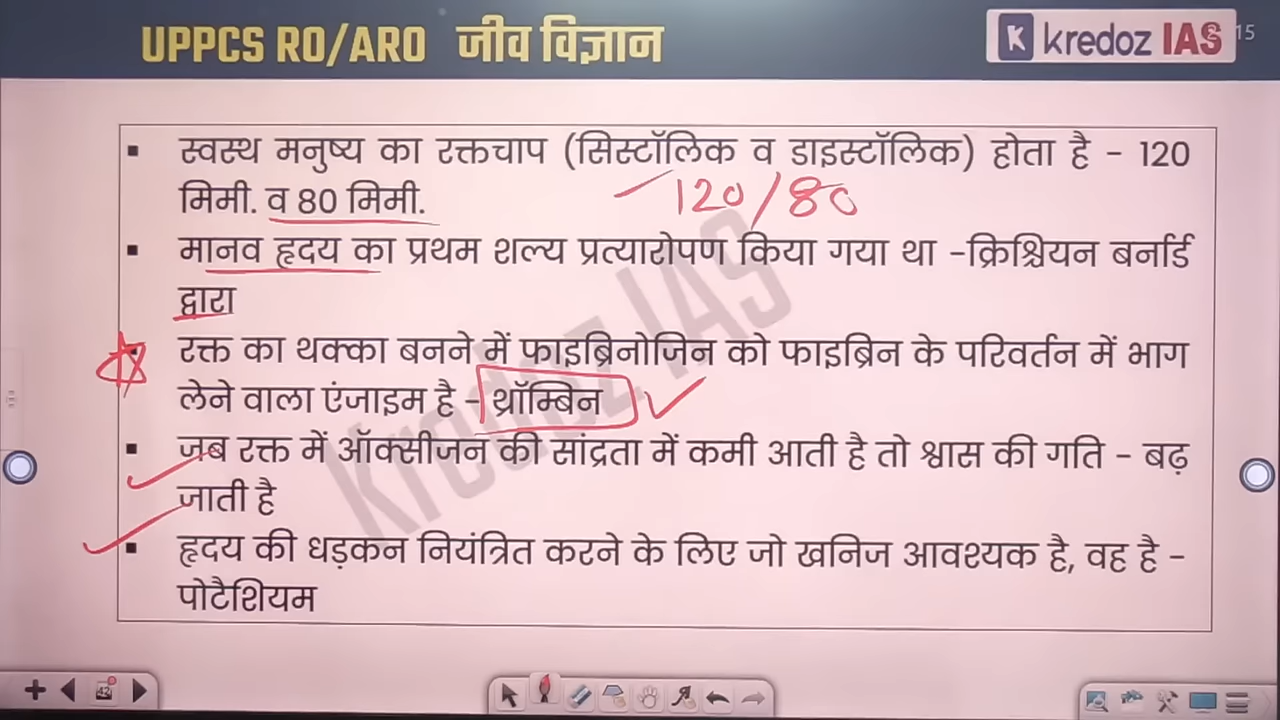 UPPCS RO/ARO जीव विज्ञान
K kredoz IAS
15
▪ स्वस्थ मनुष्य का रक्तचाप (सिस्टॉलिक व डाइस्टॉलिक) होता है - 120
मिमी. व 80 मिमी.
120/80
▪ मानव हृदय का प्रथम शल्य प्रत्यारोपण किया गया था -क्रिश्चियन बर्नार्ड
द्वारा
▪ रक्त का थक्का बनने में फाइब्रिनोजिन को फाइब्रिन के परिवर्तन में भाग
लेने वाला एंजाइम है - थ्रॉम्बिन
▪ जब रक्त में ऑक्सीजन की सांद्रता में कमी आती है तो श्वास की गति - बढ़
जाती है
▪ हृदय की धड़कन नियंत्रित करने के लिए जो खनिज आवश्यक है, वह है -
पोटैशियम
Kredoz IAS
42